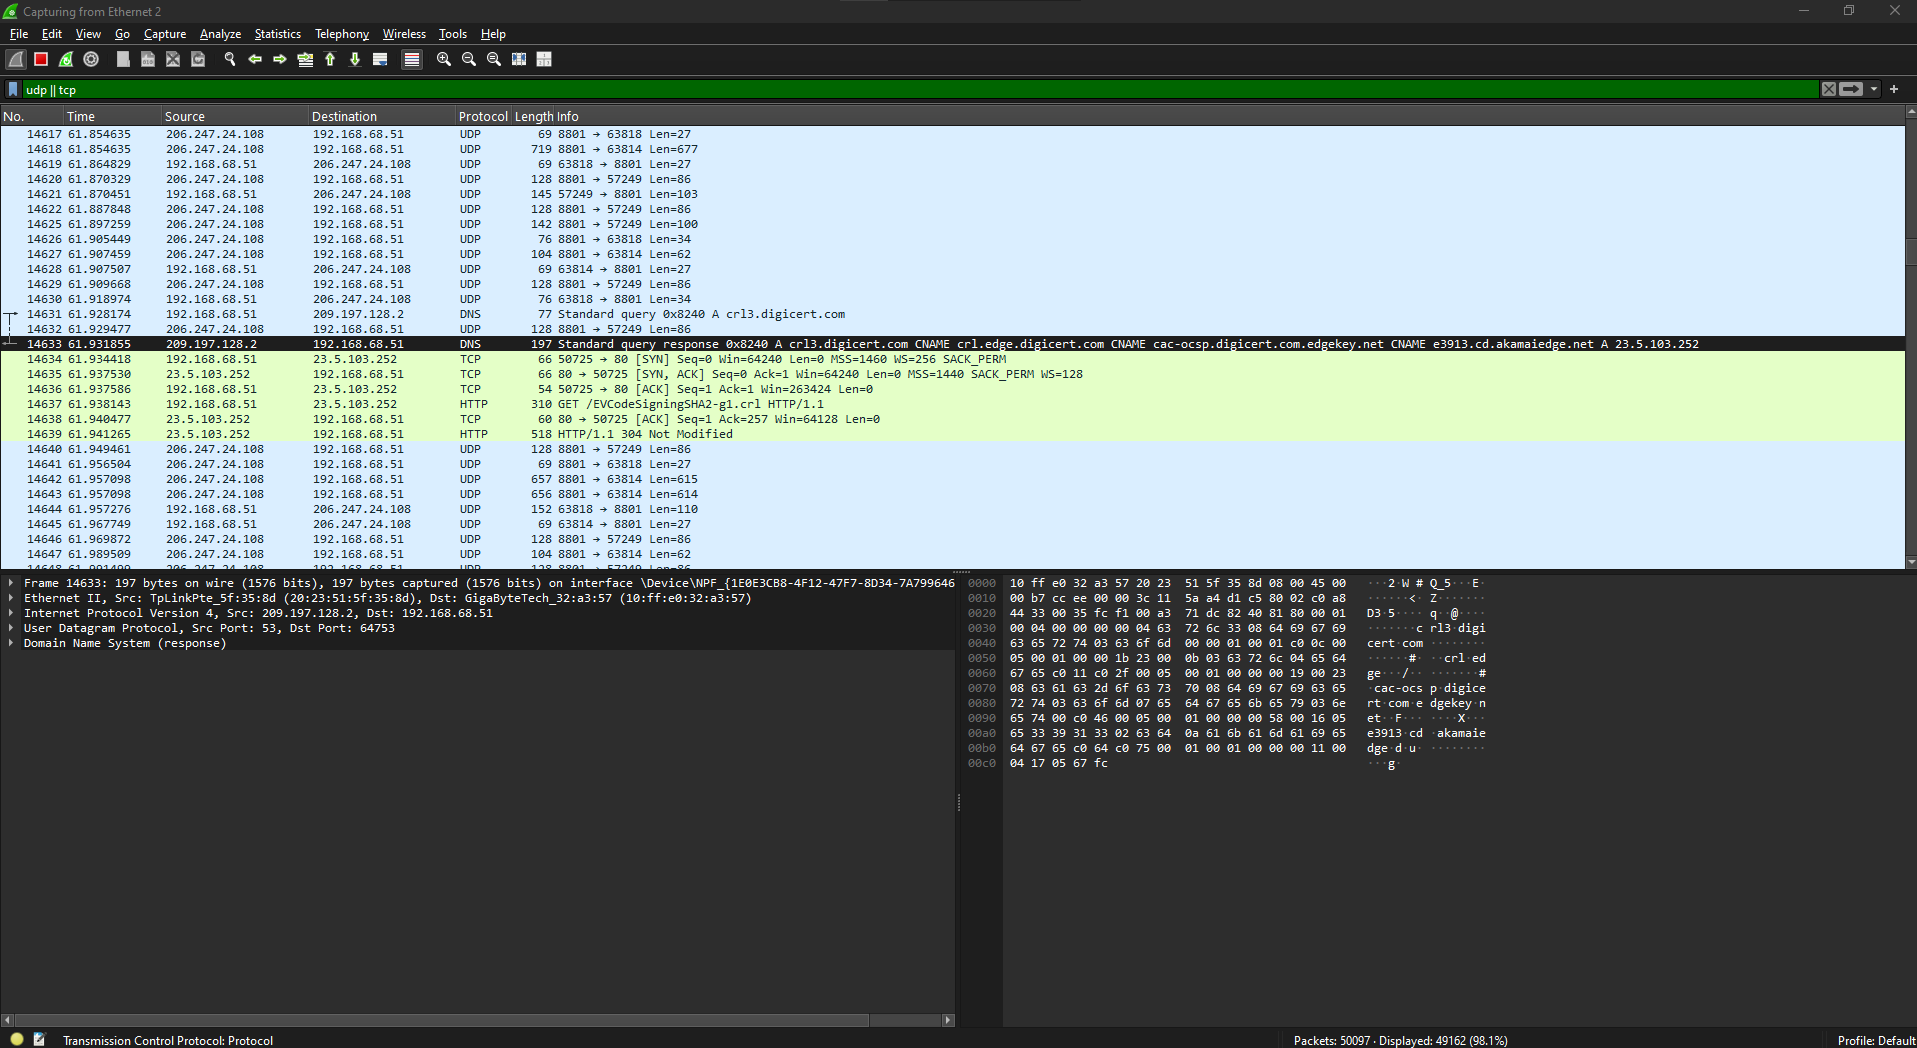 Capturing from Ethernet 2
File Edit View Go Capture Analyze Statistics Telephony Wireless Tools Help
udp || tcp
No. Time Source Destination Protocol Length Info
14617 61.854635 206.247.24.108 192.168.68.51 UDP 69 8801 → 63818 Len=27
14618 61.854635 206.247.24.108 192.168.68.51 UDP 719 8801 → 63814 Len=677
14619 61.864829 192.168.68.51 206.247.24.108 UDP 69 63818 → 8801 Len=27
14620 61.870329 206.247.24.108 192.168.68.51 UDP 128 8801 → 57249 Len=86
14621 61.870451 192.168.68.51 206.247.24.108 UDP 145 57249 → 8801 Len=103
14622 61.887848 206.247.24.108 192.168.68.51 UDP 128 8801 → 57249 Len=86
14625 61.897259 206.247.24.108 192.168.68.51 UDP 142 8801 → 57249 Len=100
14626 61.905449 206.247.24.108 192.168.68.51 UDP 76 8801 → 63818 Len=34
14627 61.907459 206.247.24.108 192.168.68.51 UDP 104 8801 → 63814 Len=62
14628 61.907507 192.168.68.51 206.247.24.108 UDP 69 63814 → 8801 Len=27
14629 61.909668 206.247.24.108 192.168.68.51 UDP 128 8801 → 57249 Len=86
14630 61.918974 192.168.68.51 206.247.24.108 UDP 76 63818 → 8801 Len=34
14631 61.928174 192.168.68.51 209.197.128.2 DNS 77 Standard query 0x8240 A crl3.digicert.com
14632 61.929477 206.247.24.108 192.168.68.51 UDP 128 8801 → 57249 Len=86
14633 61.931855 209.197.128.2 192.168.68.51 DNS 197 Standard query response 0x8240 A crl3.digicert.com CNAME crl.edge.digicert.com CNAME cac-ocsp.digicert.com.edgekey.net CNAME e3913.cd.akamaiedge.net A 23.5.103.252
14634 61.934418 192.168.68.51 23.5.103.252 TCP 66 50725 → 80 [SYN] Seq=0 Win=64240 Len=0 MSS=1460 WS=256 SACK_PERM
14635 61.937530 23.5.103.252 192.168.68.51 TCP 66 80 → 50725 [SYN, ACK] Seq=0 Ack=1 Win=64240 Len=0 MSS=1440 SACK_PERM WS=128
14636 61.937586 192.168.68.51 23.5.103.252 TCP 54 50725 → 80 [ACK] Seq=1 Ack=1 Win=263424 Len=0
14637 61.938143 192.168.68.51 23.5.103.252 HTTP 310 GET /EVCodeSigningSHA2-g1.crl HTTP/1.1
14638 61.940477 23.5.103.252 192.168.68.51 TCP 60 80 → 50725 [ACK] Seq=1 Ack=257 Win=64128 Len=0
14639 61.941265 23.5.103.252 192.168.68.51 HTTP 518 HTTP/1.1 304 Not Modified
14640 61.949461 206.247.24.108 192.168.68.51 UDP 128 8801 → 57249 Len=86
14641 61.956504 206.247.24.108 192.168.68.51 UDP 69 8801 → 63818 Len=27
14642 61.957098 206.247.24.108 192.168.68.51 UDP 657 8801 → 63814 Len=615
14643 61.957098 206.247.24.108 192.168.68.51 UDP 656 8801 → 63814 Len=614
14644 61.957276 192.168.68.51 206.247.24.108 UDP 152 63818 → 8801 Len=110
14645 61.967749 192.168.68.51 206.247.24.108 UDP 69 63814 → 8801 Len=27
14646 61.969872 206.247.24.108 192.168.68.51 UDP 128 8801 → 57249 Len=86
14647 61.989509 206.247.24.108 192.168.68.51 UDP 104 8801 → 63814 Len=62
Frame 14633: 197 bytes on wire (1576 bits), 197 bytes captured (1576 bits) on interface \Device\NPF_{1E0E3CB8-4F12-47F7-8D34-7A799646
Ethernet II, Src: TpLinkPte_5f:35:8d (20:23:51:5f:35:8d), Dst: GigaByteTech_32:a3:57 (10:ff:e0:32:a3:57)
Internet Protocol Version 4, Src: 209.197.128.2, Dst: 192.168.68.51
User Datagram Protocol, Src Port: 53, Dst Port: 64753
Domain Name System (response)
0000 10 ff e0 32 a3 57 20 23 51 5f 35 8d 08 00 45 00 ···2·W # Q_5···E·
0010 00 b7 cc ee 00 00 3c 11 5a a4 d1 c5 80 02 c0 a8 ······<· Z·······
0020 44 33 00 35 fc f1 00 a3 71 dc 82 40 81 80 00 01 D3·5···· q··@····
0030 00 04 00 00 00 00 04 63 72 6c 33 08 64 69 67 69 ·······c rl3·digi
0040 63 65 72 74 03 63 6f 6d 00 00 01 00 01 c0 0c 00 cert·com ········
0050 05 00 01 00 00 1b 23 00 0b 03 63 72 6c 04 65 64 ······#· ··crl·ed
0060 67 65 c0 11 c0 2f 00 05 00 01 00 00 00 19 00 23 ge···/·· ·······#
0070 08 63 61 63 2d 6f 63 73 70 08 64 69 67 69 63 65 ·cac-ocs p·digice
0080 72 74 03 63 6f 6d 07 65 64 67 65 6b 65 79 03 6e rt·com·e dgekey·n
0090 65 74 00 c0 46 00 05 00 01 00 00 00 58 00 16 05 et··F··· ····X···
00a0 65 33 39 31 33 02 63 64 0a 61 6b 61 6d 61 69 65 e3913·cd ·akamaie
00b0 64 67 65 c0 64 c0 75 00 01 00 01 00 00 00 11 00 dge·d·u· ········
00c0 04 17 05 67 fc ···g·
Transmission Control Protocol: Protocol
Packets: 50097 · Displayed: 49162 (98.1%)
Profile: Default